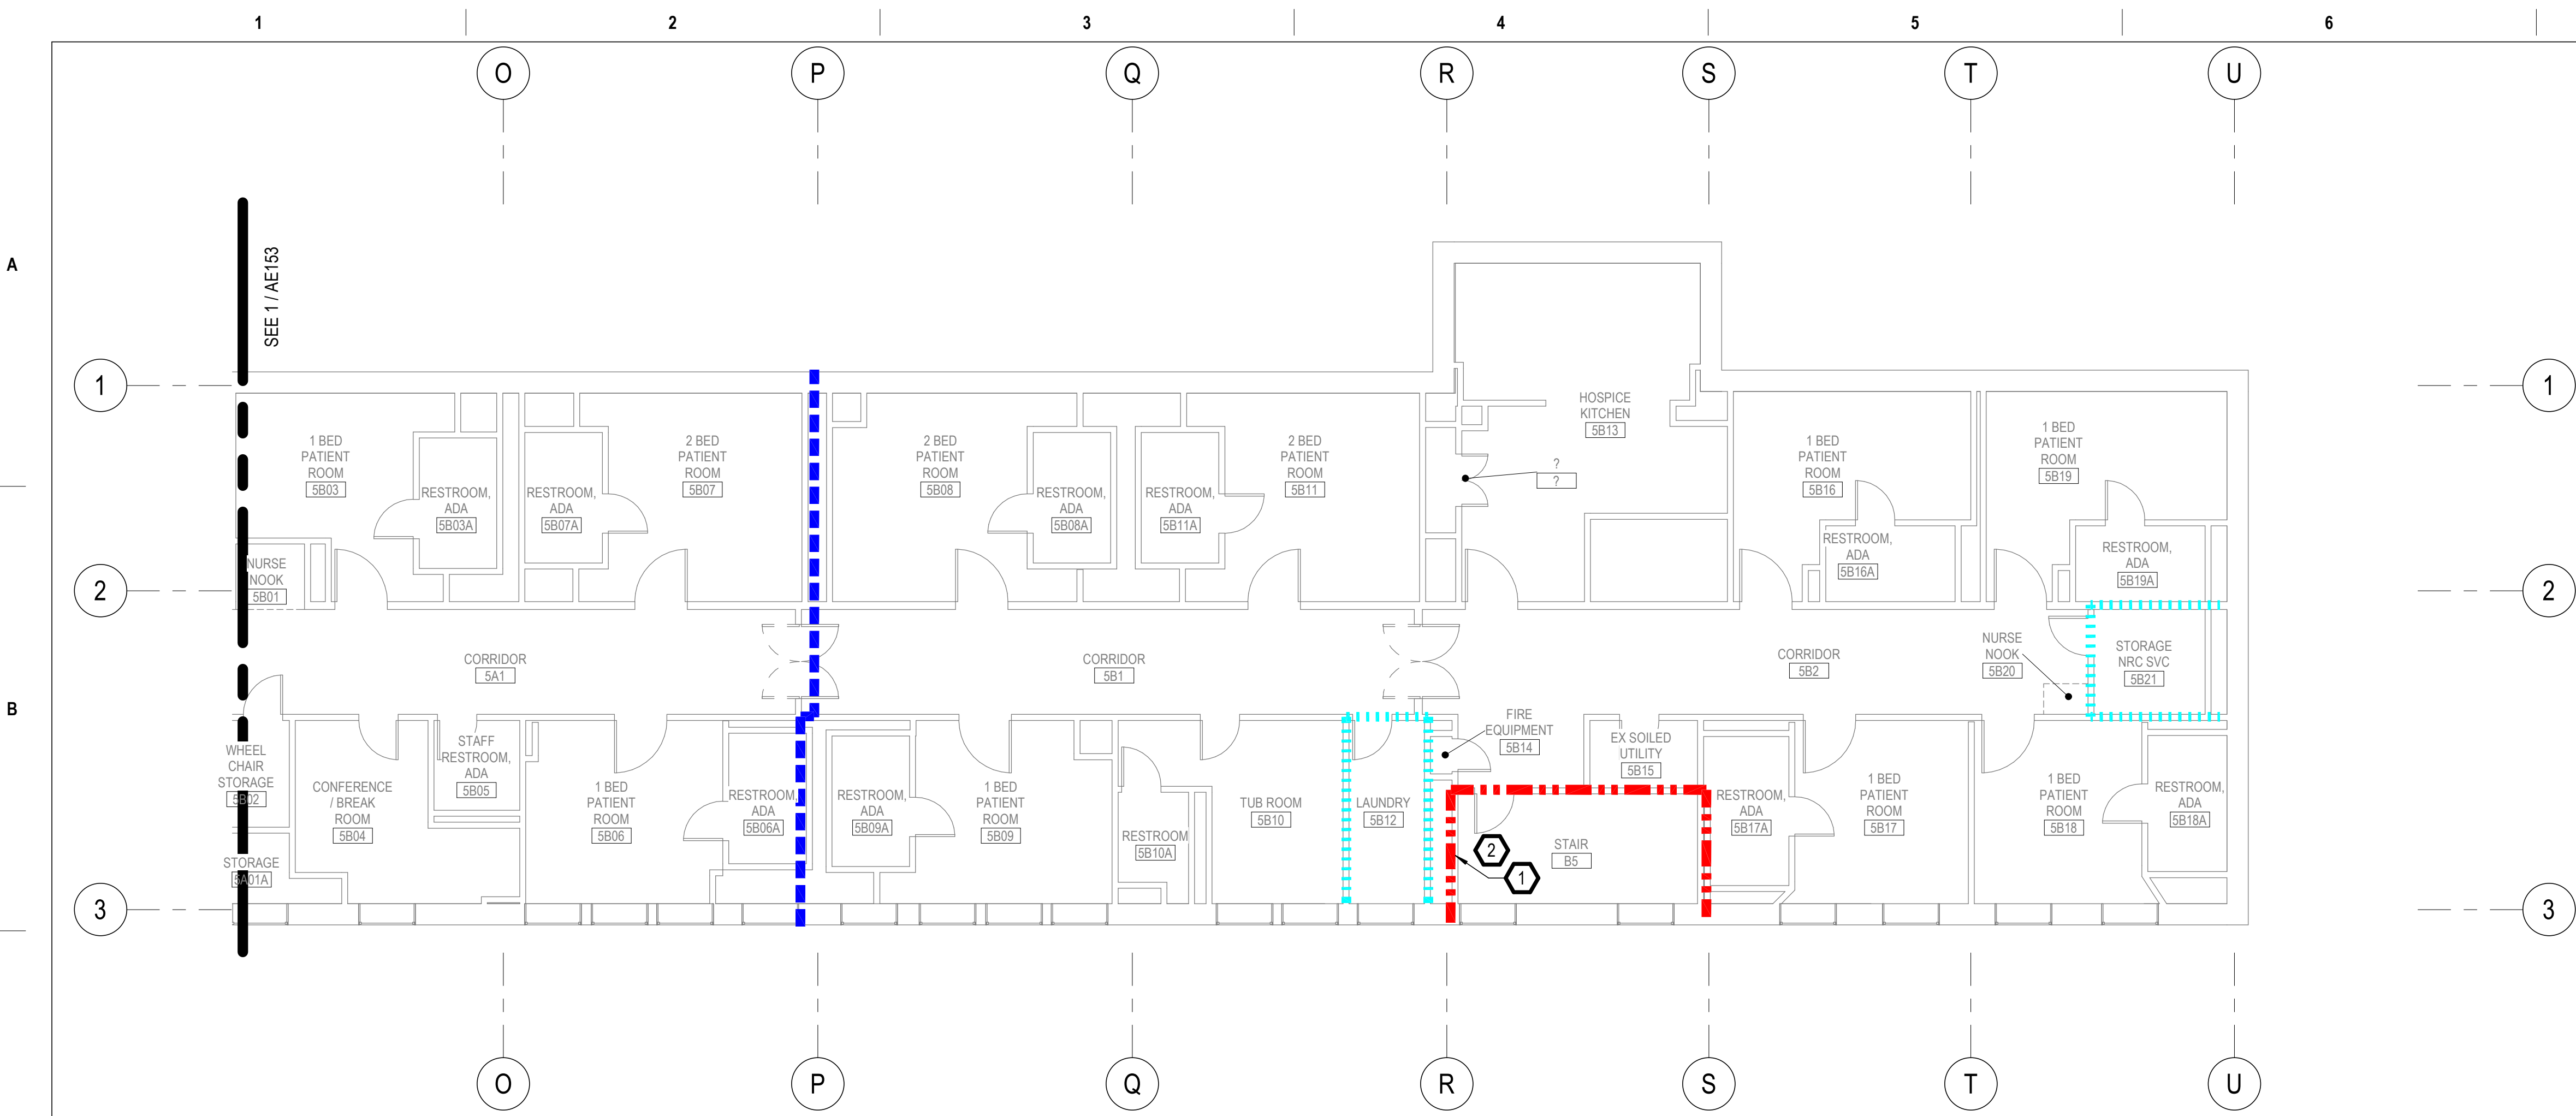 1 2 3 4 5 6
O P Q R S T U
A
SEE 1 / AE153
1 1
HOSPICE
KITCHEN
5B13
1 BED
PATIENT
ROOM
5B03
RESTROOM,
ADA
5B03A
RESTROOM,
ADA
5B07A
2 BED
PATIENT
ROOM
5B07
2 BED
PATIENT
ROOM
5B08
RESTROOM,
ADA
5B08A
RESTROOM,
ADA
5B11A
2 BED
PATIENT
ROOM
5B11
?
?
1 BED
PATIENT
ROOM
5B16
RESTROOM,
ADA
5B16A
1 BED
PATIENT
ROOM
5B19
RESTROOM,
ADA
5B19A
NURSE
NOOK
5B01
2 2
CORRIDOR
5A1
CORRIDOR
5B1
CORRIDOR
5B2
NURSE
NOOK
5B20
STORAGE
NRC SVC
5B21
B
WHEEL
CHAIR
STORAGE
5B02
CONFERENCE
/ BREAK
ROOM
5B04
STAFF
RESTROOM,
ADA
5B05
1 BED
PATIENT
ROOM
5B06
RESTROOM,
ADA
5B06A
RESTROOM,
ADA
5B09A
1 BED
PATIENT
ROOM
5B09
RESTROOM
5B10A
TUB ROOM
5B10
LAUNDRY
5B12
FIRE
EQUIPMENT
5B14
EX SOILED
UTILITY
5B15
STAIR
B5
2
1
RESTROOM,
ADA
5B17A
1 BED
PATIENT
ROOM
5B17
1 BED
PATIENT
ROOM
5B18
RESTROOM,
ADA
5B18A
STORAGE
5A01A
3 3
O P Q R S T U